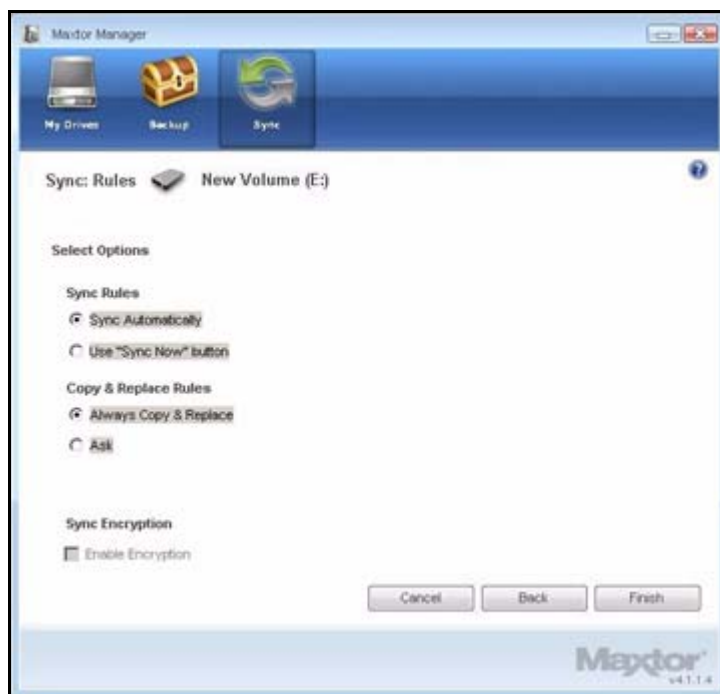 Maxtor Manager
My Drives Backup Sync
Sync: Rules New Volume (E:)
Select Options
Sync Rules
Sync Automatically
Use "Sync Now" button
Copy & Replace Rules
Always Copy & Replace
Ask
Sync Encryption
Enable Encryption
Cancel Back Finish
Maxtor
v4.1.1.4